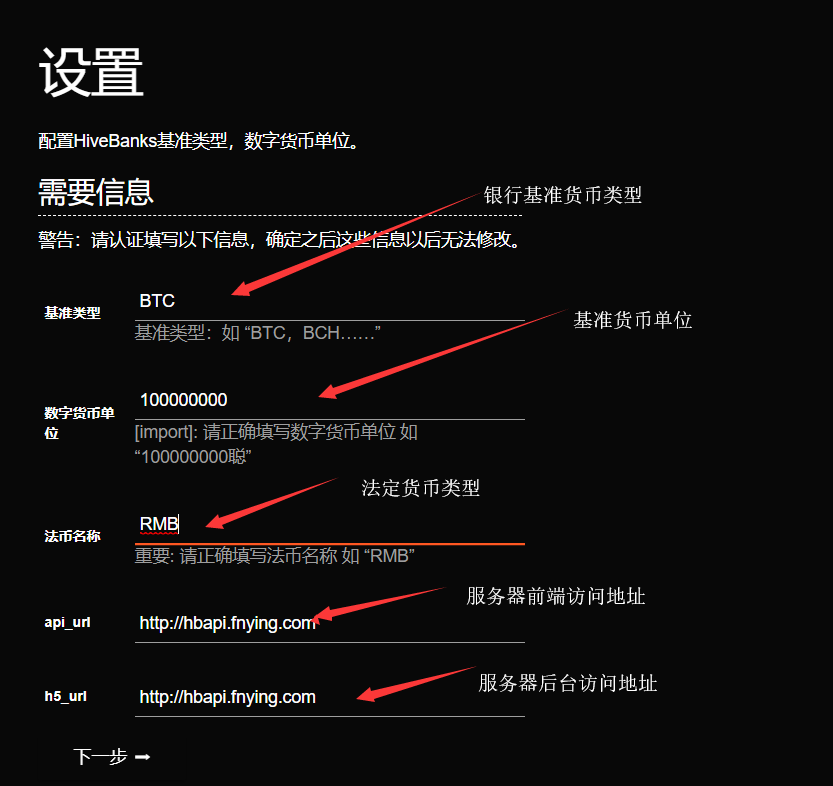 设置
配置HiveBanks基准类型，数字货币单位。
需要信息
银行基准货币类型
警告：请认证填写以下信息，确定之后这些信息以后无法修改。
基准类型
BTC
基准类型：如 “BTC，BCH……”
基准货币单位
数字货币单
位
100000000
[import]: 请正确填写数字货币单位 如
“100000000聪”
法定货币类型
法币名称
RMB
重要: 请正确填写法币名称 如 “RMB”
服务器前端访问地址
api_url
http://hbapi.fnying.com
服务器后台访问地址
h5_url
http://hbapi.fnying.com
下一步 ➡